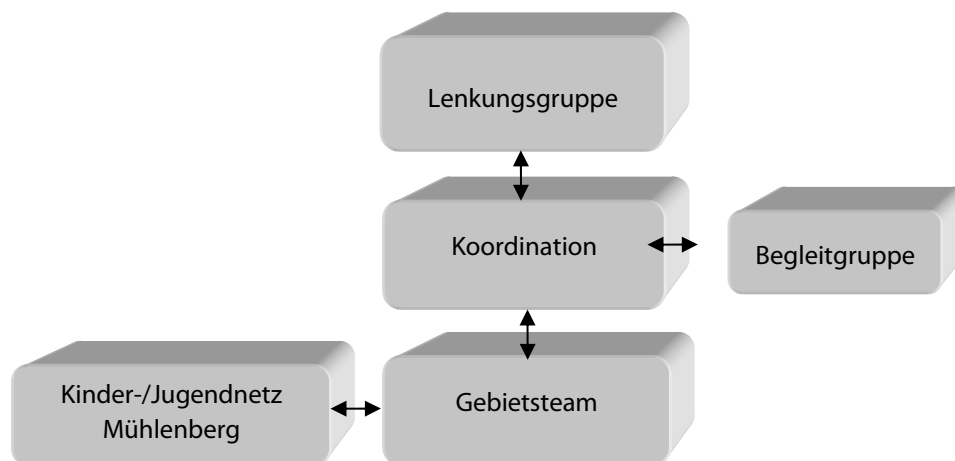 Lenkungsgruppe
Koordination
Begleitgruppe
Kinder-/Jugendnetz
Mühlenberg
Gebietsteam